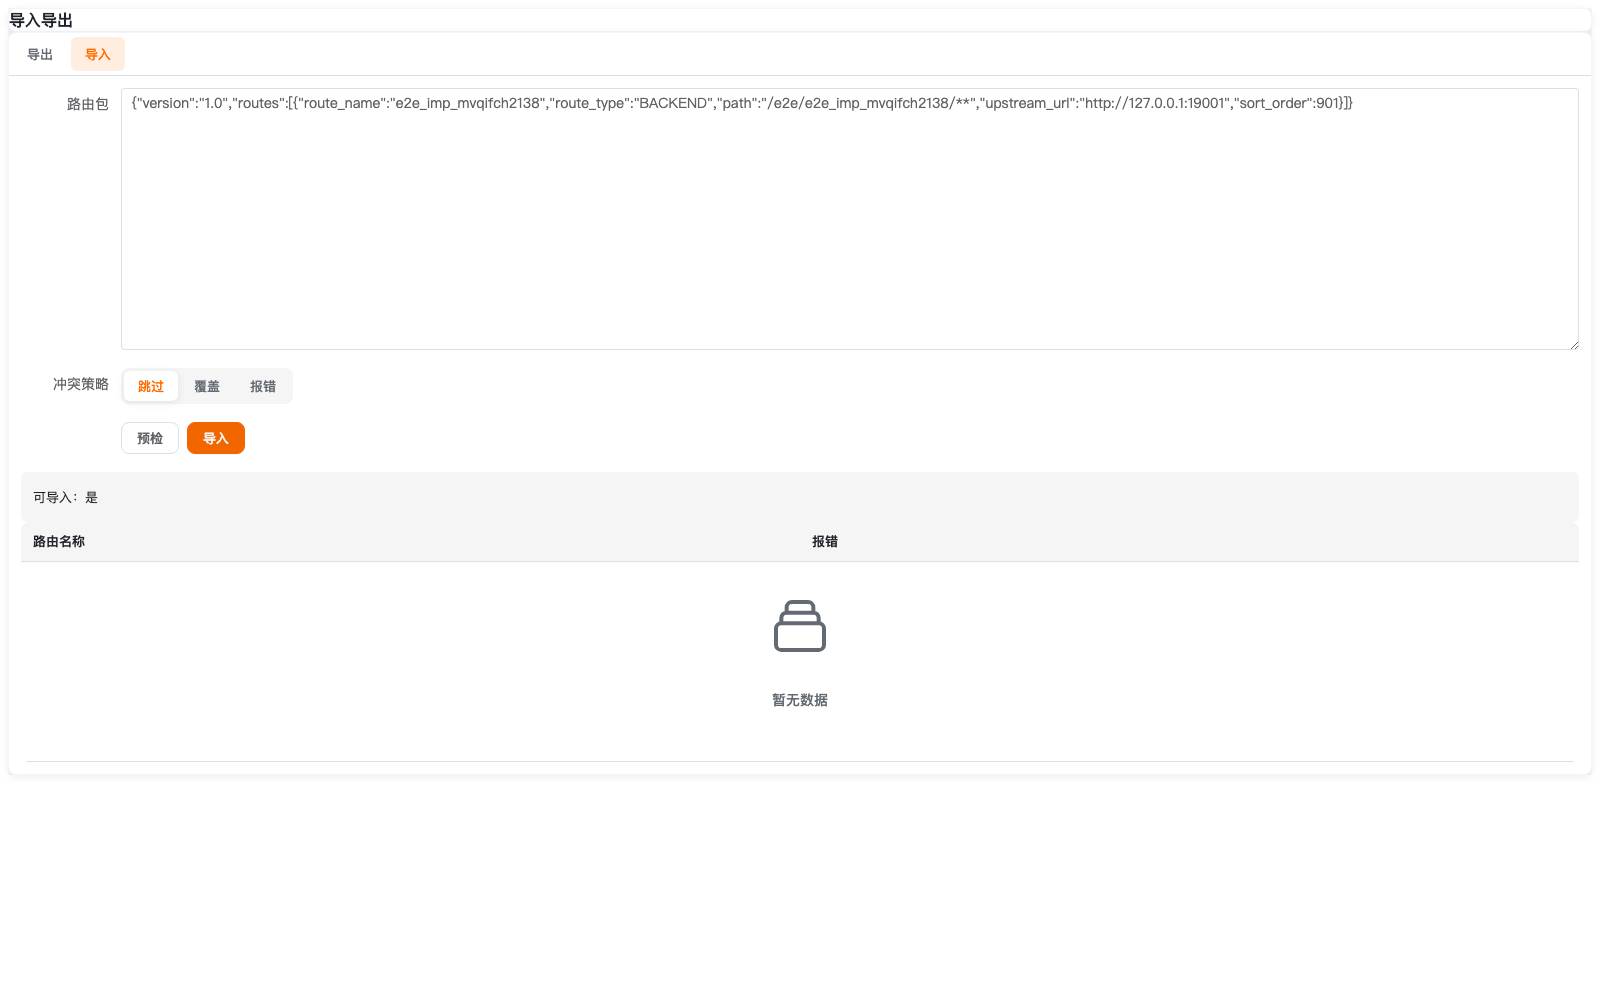 导入导出
导出
导入
路由包
{"version":"1.0","routes":[{"route_name":"e2e_imp_mvqifch2138","route_type":"BACKEND","path":"/e2e/e2e_imp_mvqifch2138/**","upstream_url":"http://127.0.0.1:19001","sort_order":901}]}
冲突策略
跳过
覆盖
报错
预检
导入
可导入：是
路由名称
报错
暂无数据